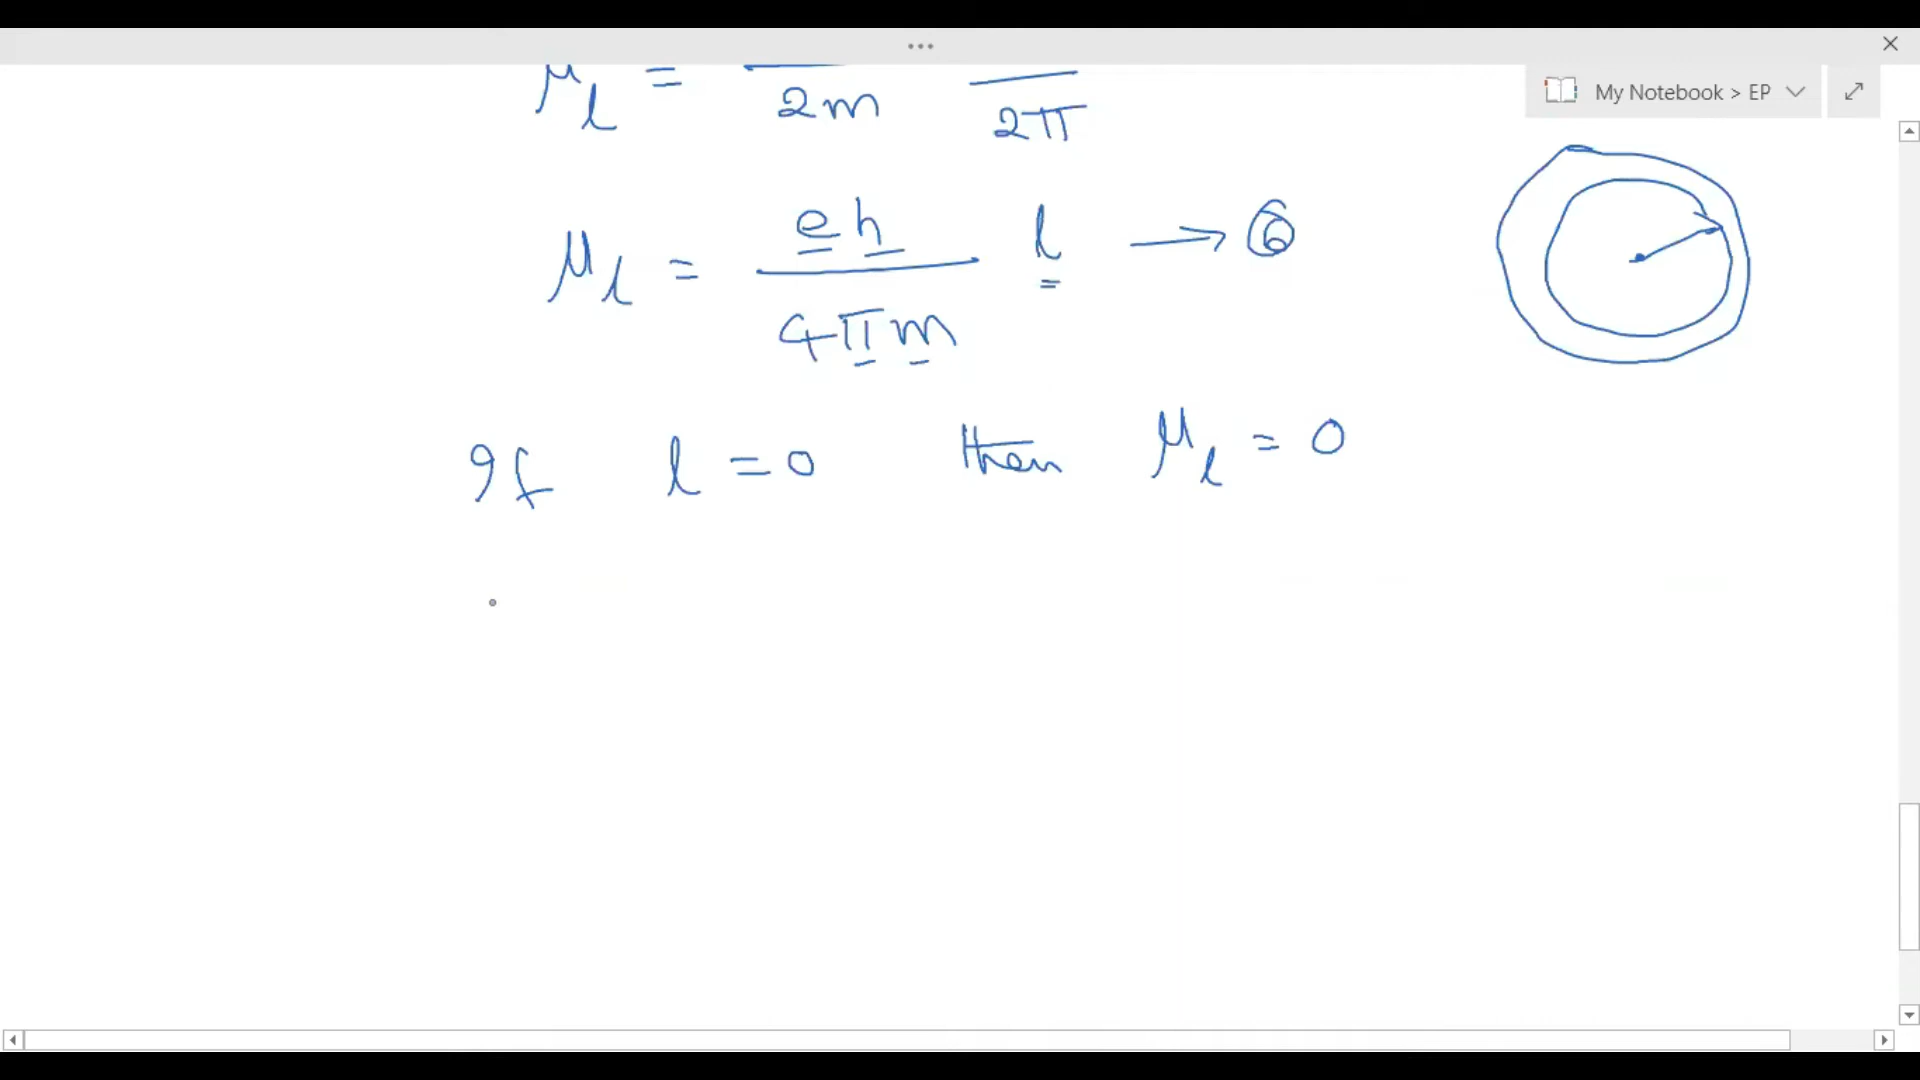 ...
My Notebook > EP
μl = 2m 2π
μl = eh / 4πm l → ⑥
If l = 0 then μl = 0